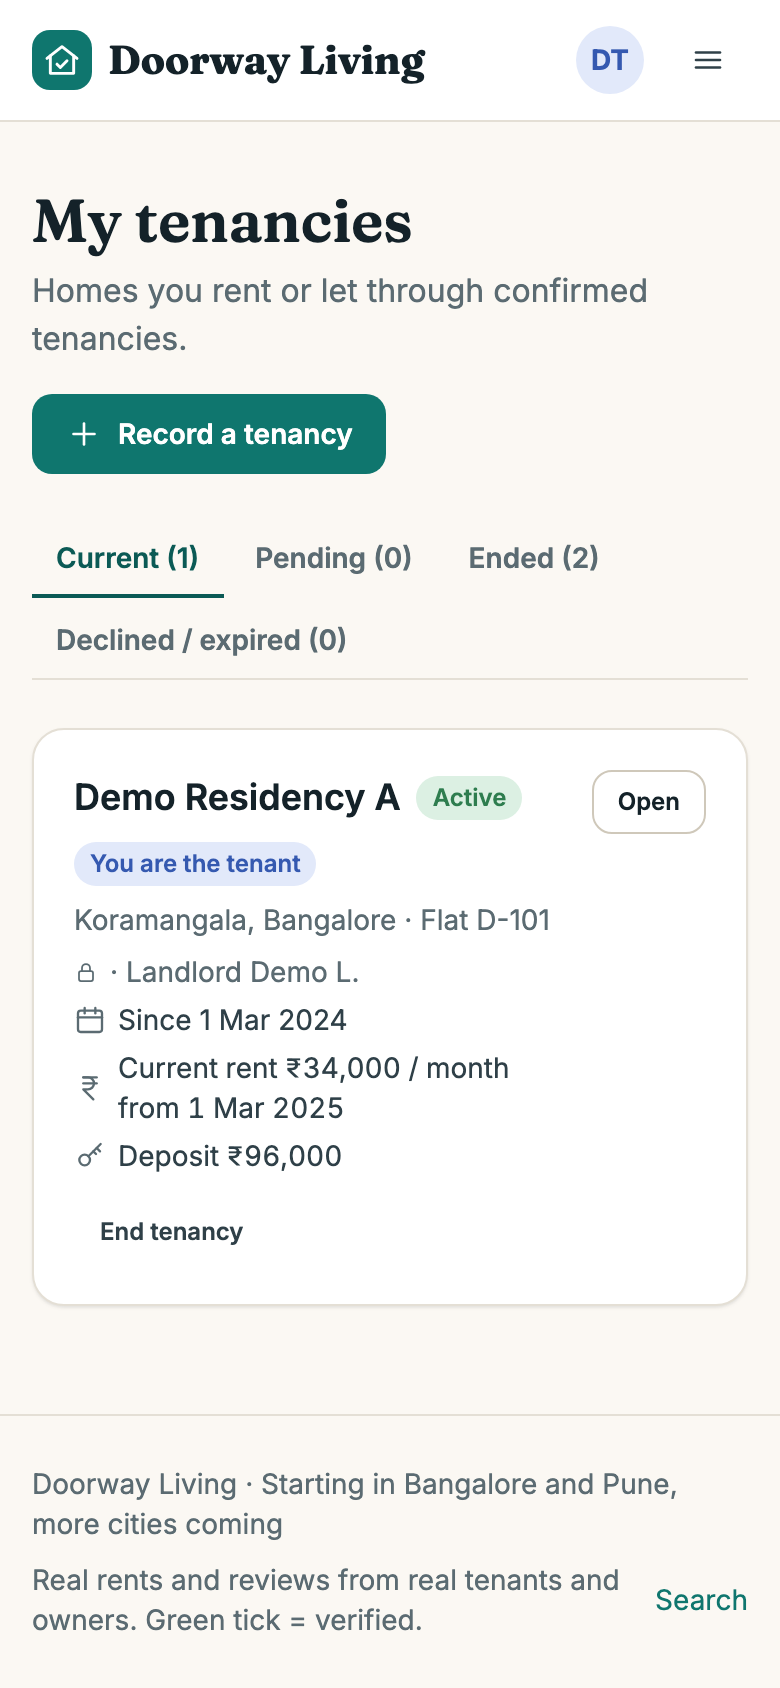 Doorway Living
DT
My tenancies
Homes you rent or let through confirmed
tenancies.
Record a tenancy
Current (1)
Pending (0)
Ended (2)
Declined / expired (0)
Demo Residency A
Active
Open
You are the tenant
Koramangala, Bangalore · Flat D-101
· Landlord Demo L.
Since 1 Mar 2024
Current rent ₹34,000 / month
from 1 Mar 2025
Deposit ₹96,000
End tenancy
Doorway Living · Starting in Bangalore and Pune,
more cities coming
Real rents and reviews from real tenants and
owners. Green tick = verified.
Search